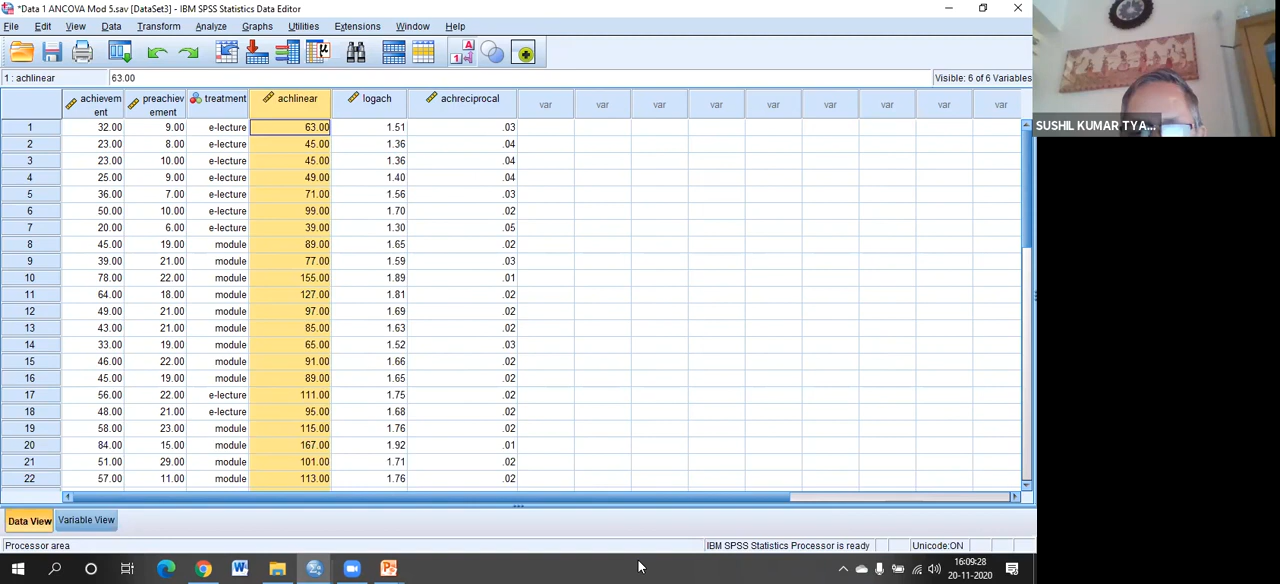 *Data 1 ANCOVA Mod 5.sav [DataSet3] - IBM SPSS Statistics Data Editor
File Edit View Data Transform Analyze Graphs Utilities Extensions Window Help
1 : achlinear 63.00 Visible: 6 of 6 Variables
achievement preachievement treatment achlinear logach achreciprocal var var var var var var var var var
1 32.00 9.00 e-lecture 63.00 1.51 .03
2 23.00 8.00 e-lecture 45.00 1.36 .04
3 23.00 10.00 e-lecture 45.00 1.36 .04
4 25.00 9.00 e-lecture 49.00 1.40 .04
5 36.00 7.00 e-lecture 71.00 1.56 .03
6 50.00 10.00 e-lecture 99.00 1.70 .02
7 20.00 6.00 e-lecture 39.00 1.30 .05
8 45.00 19.00 module 89.00 1.65 .02
9 39.00 21.00 module 77.00 1.59 .03
10 78.00 22.00 module 155.00 1.89 .01
11 64.00 18.00 module 127.00 1.81 .02
12 49.00 21.00 module 97.00 1.69 .02
13 43.00 21.00 module 85.00 1.63 .02
14 33.00 19.00 module 65.00 1.52 .03
15 46.00 22.00 module 91.00 1.66 .02
16 45.00 19.00 module 89.00 1.65 .02
17 56.00 22.00 e-lecture 111.00 1.75 .02
18 48.00 21.00 e-lecture 95.00 1.68 .02
19 58.00 23.00 module 115.00 1.76 .02
20 84.00 15.00 module 167.00 1.92 .01
21 51.00 29.00 module 101.00 1.71 .02
22 57.00 11.00 module 113.00 1.76 .02
Data View Variable View
Processor area IBM SPSS Statistics Processor is ready Unicode:ON
16:09:28
20-11-2020
SUSHIL KUMAR TYA...